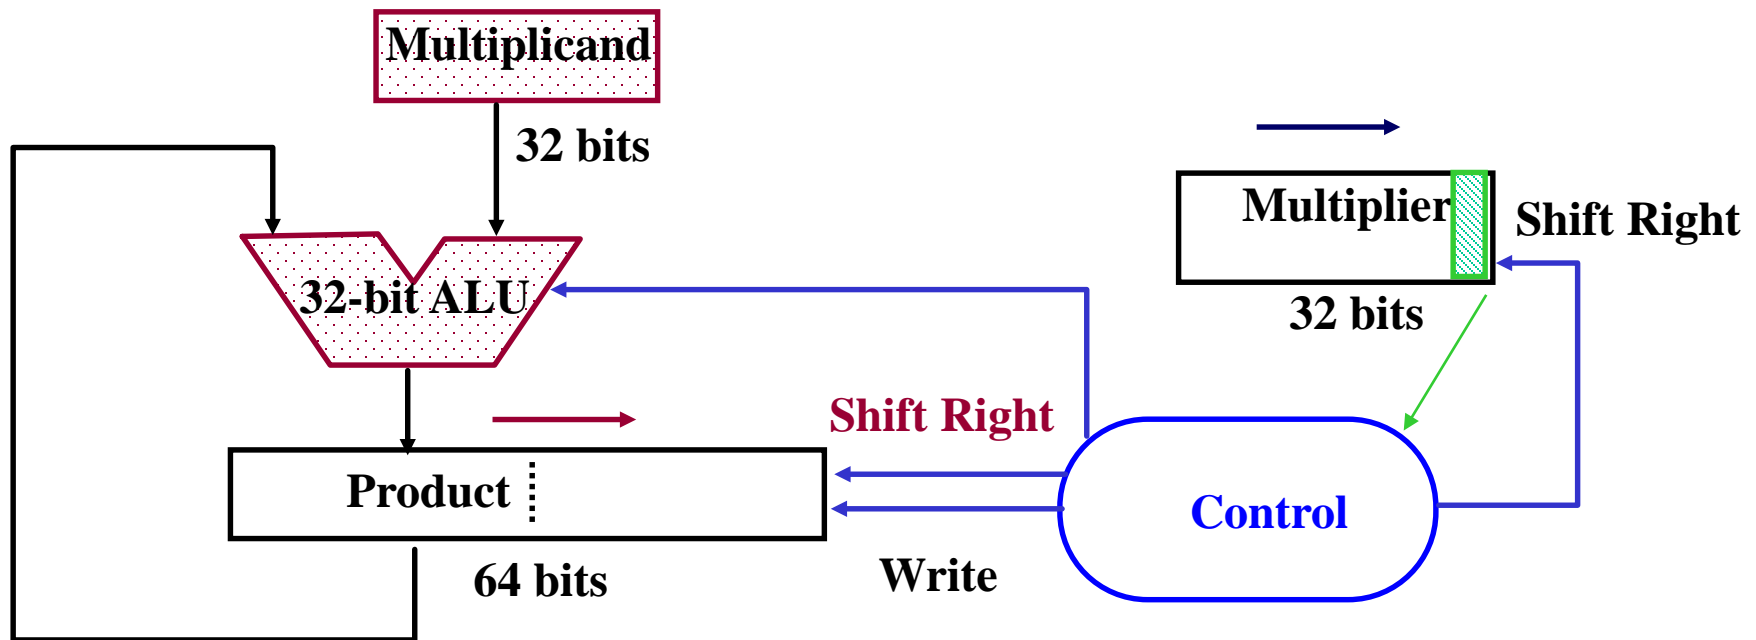 Multiplicand
32 bits
Multiplier
Shift Right
32-bit ALU
32 bits
Shift Right
Product
Control
64 bits
Write